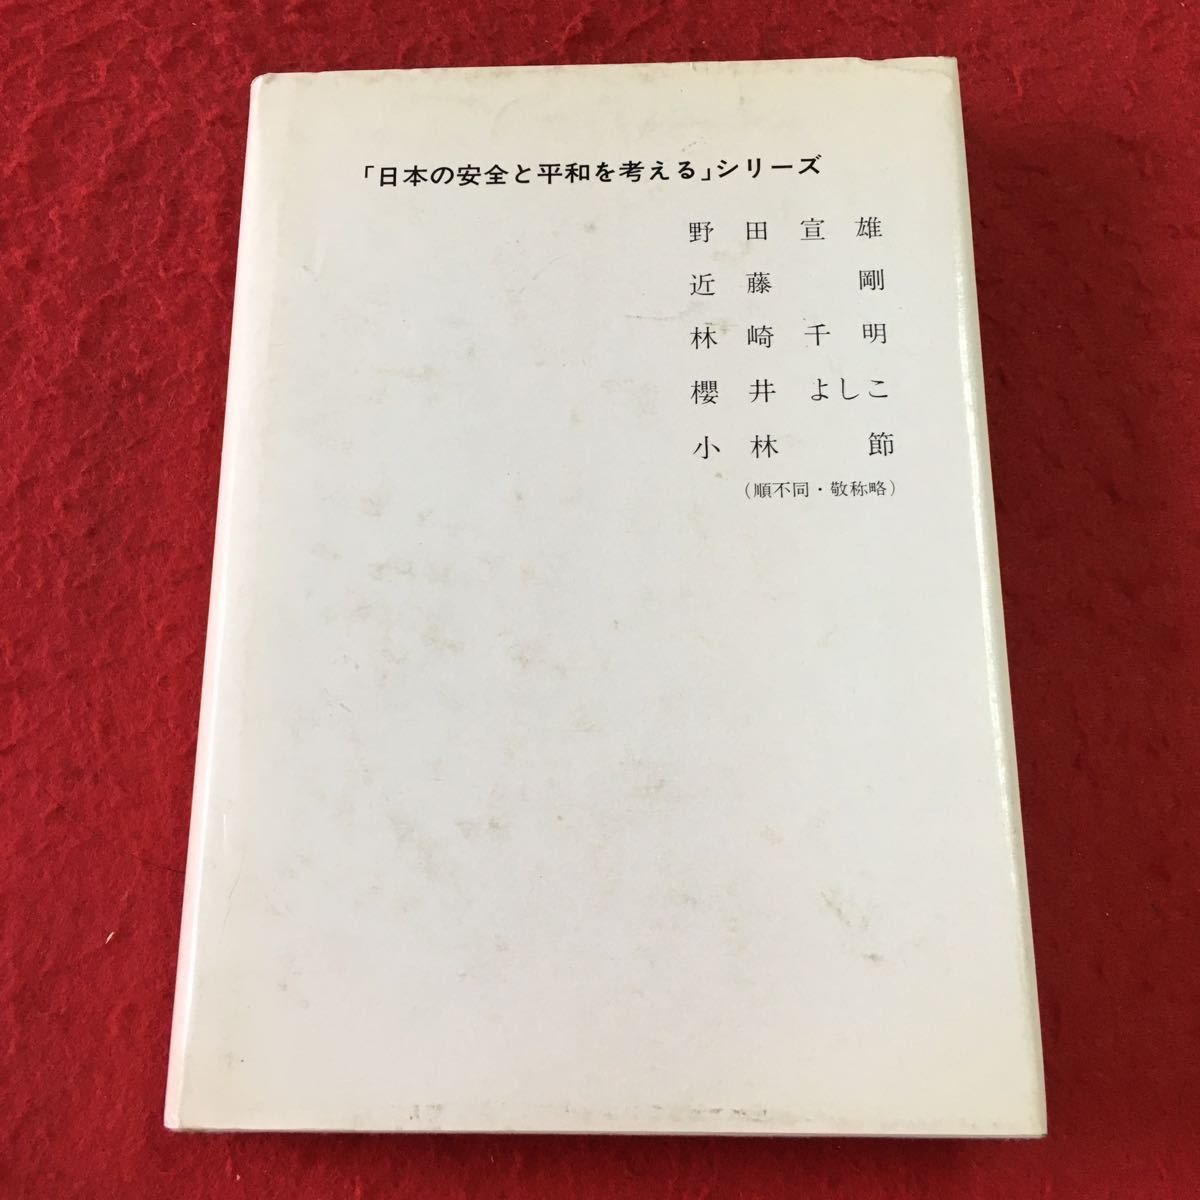 「日本の安全と平和を考える」シリーズ
野田宣雄
近藤 剛
林崎千明
櫻井よしこ
小林 節
（順不同・敬称略）